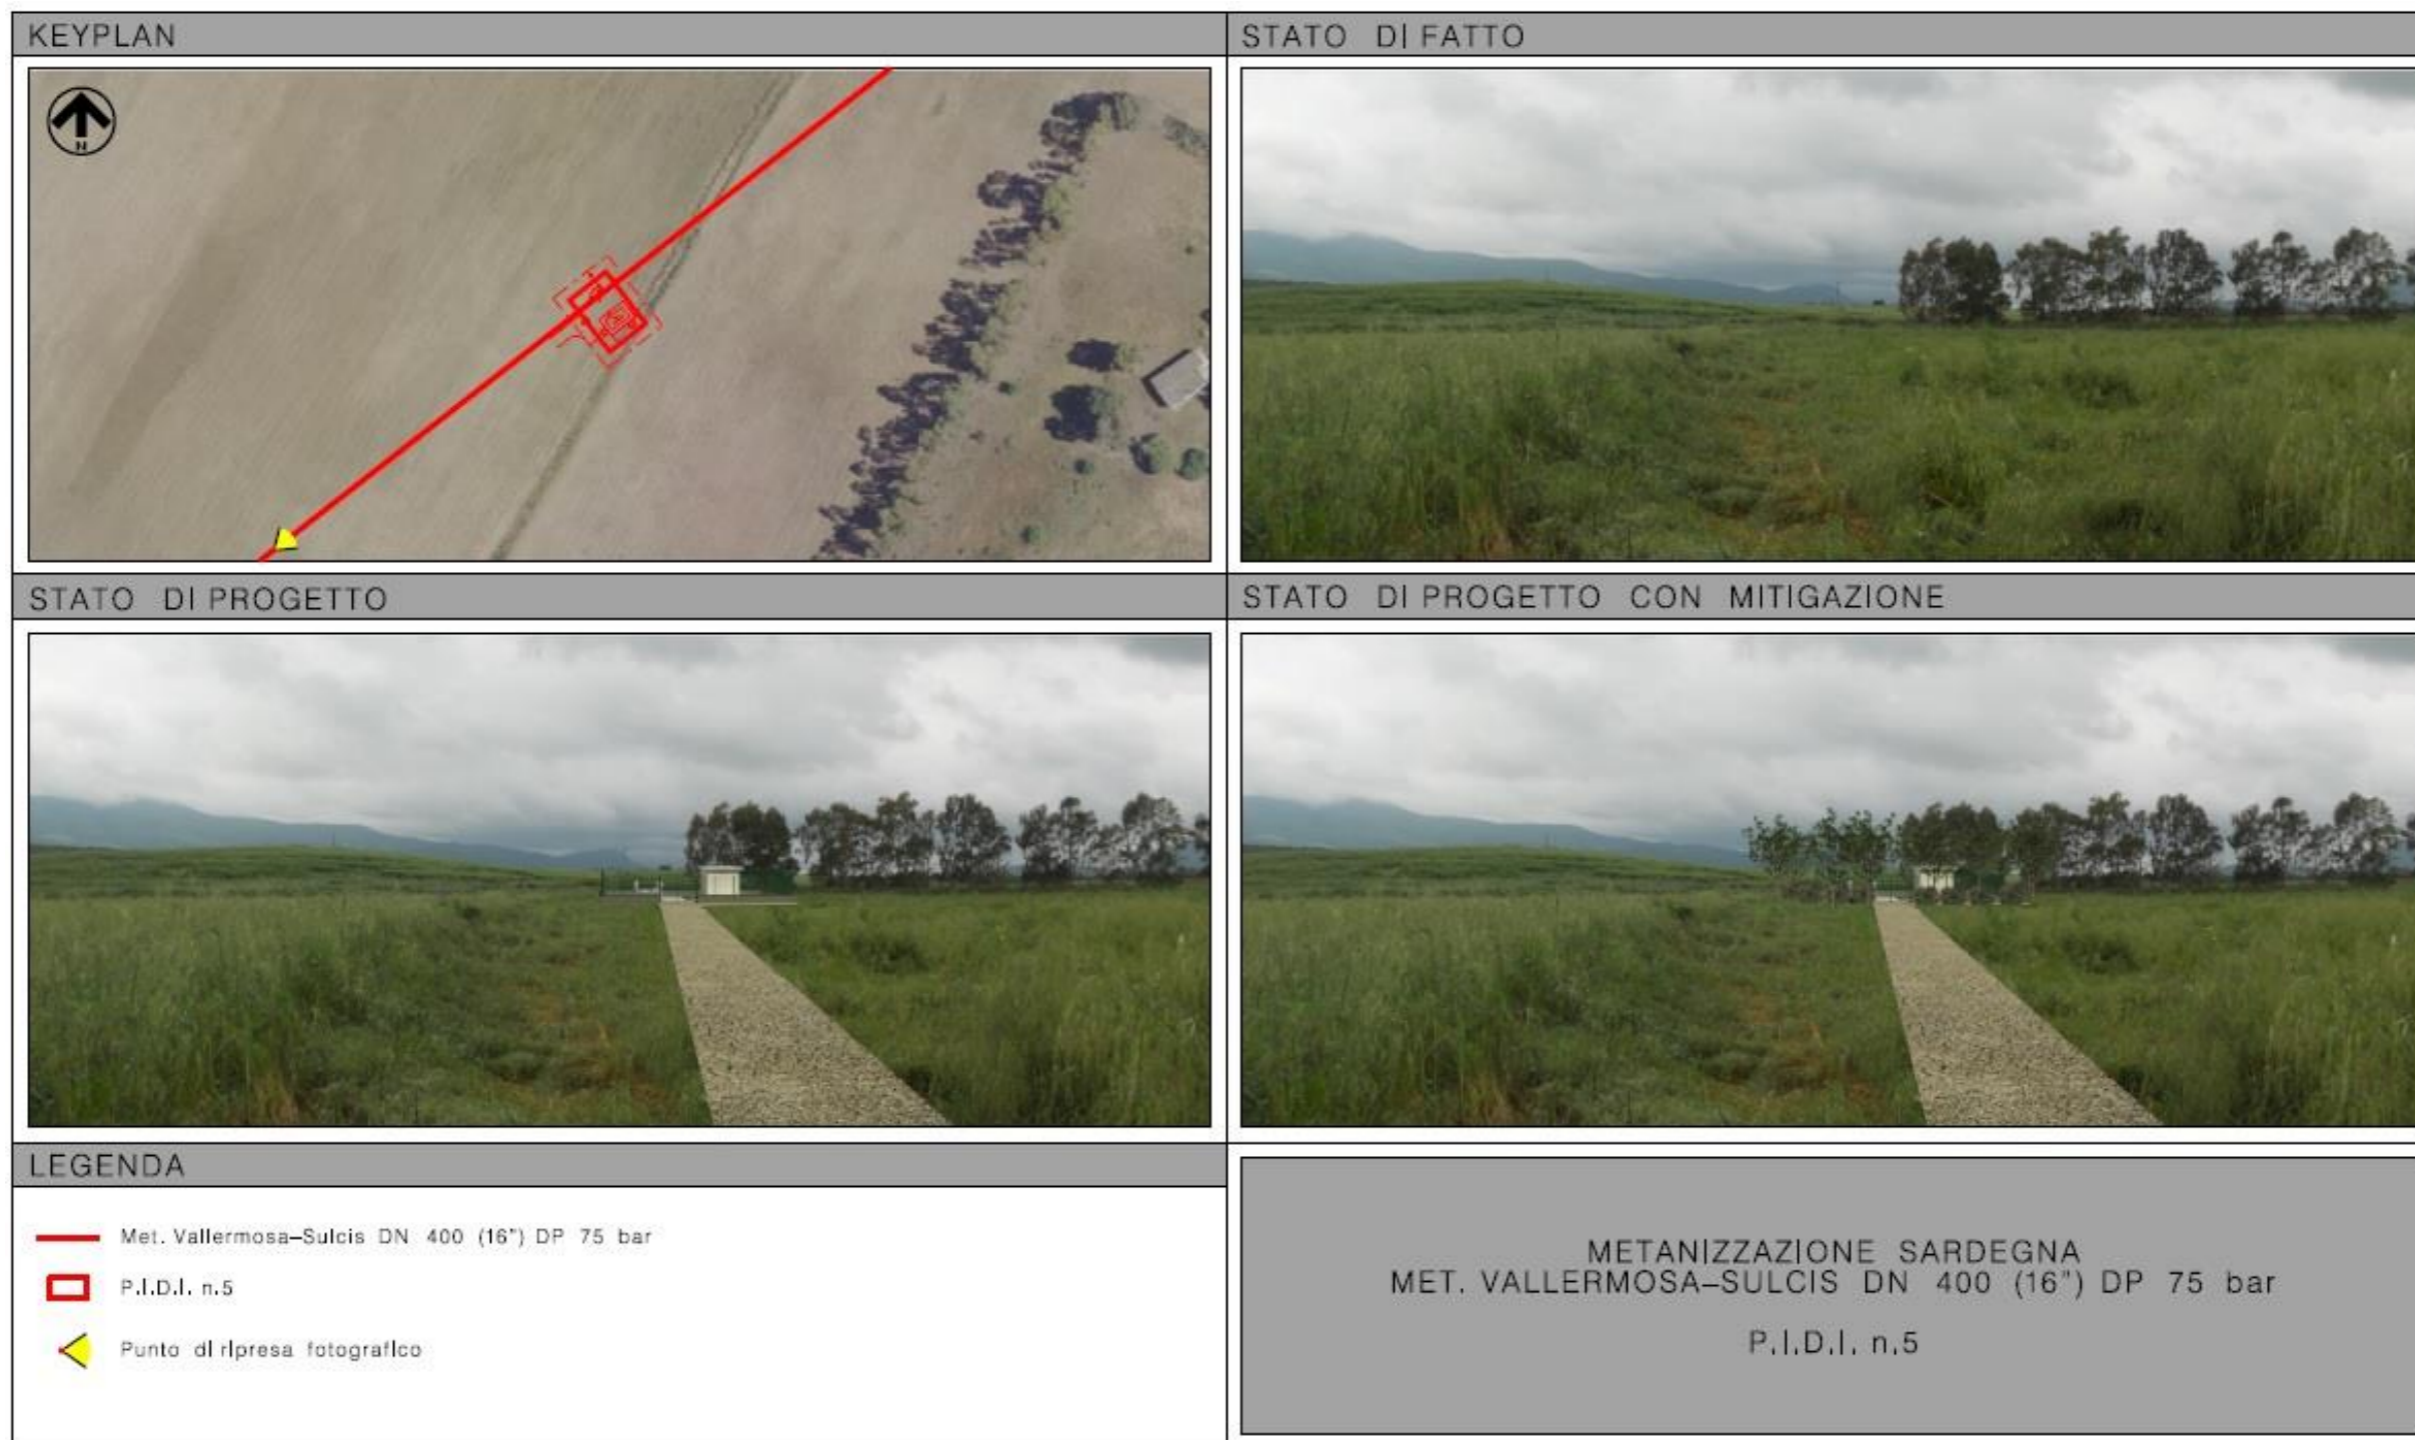 KEYPLAN
STATO DI FATTO
N
STATO DI PROGETTO
STATO DI PROGETTO CON MITIGAZIONE
LEGENDA
Met. Vallermosa–Sulcis DN 400 (16") DP 75 bar
P.I.D.I. n.5
Punto di ripresa fotografico
METANIZZAZIONE SARDEGNA
MET. VALLERMOSA–SULCIS DN 400 (16") DP 75 bar
P.I.D.I. n.5